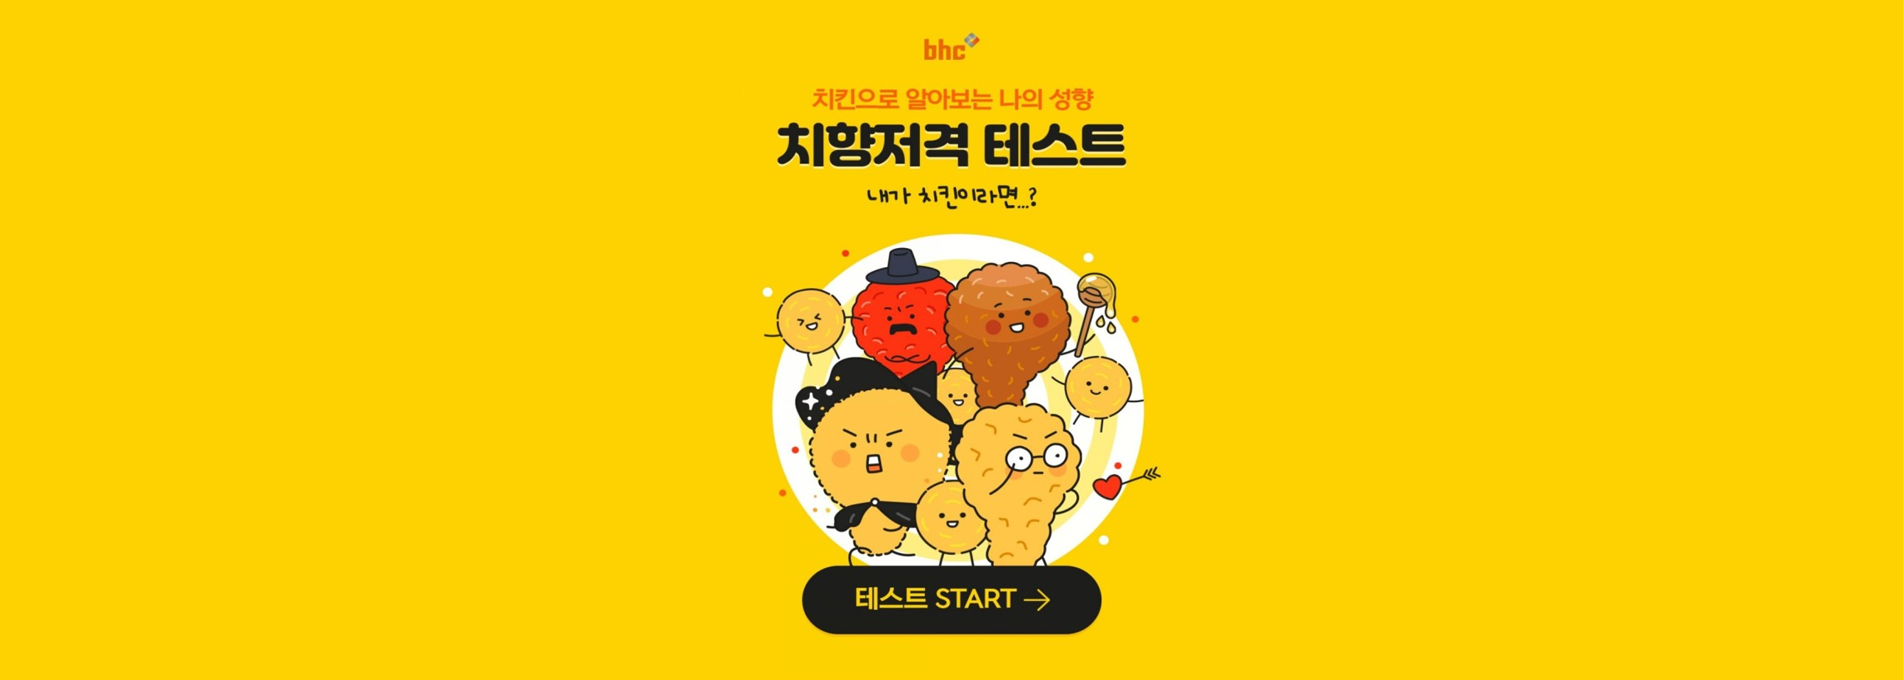 bhc
치킨으로 알아보는 나의 성향
치향저격 테스트
내가 치킨이라면...?
테스트 START →